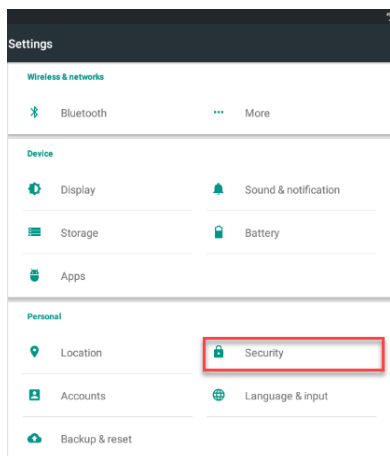 Settings
Wireless & networks
Bluetooth
More
Device
Display
Sound & notification
Storage
Battery
Apps
Personal
Location
Security
Accounts
Language & input
Backup & reset